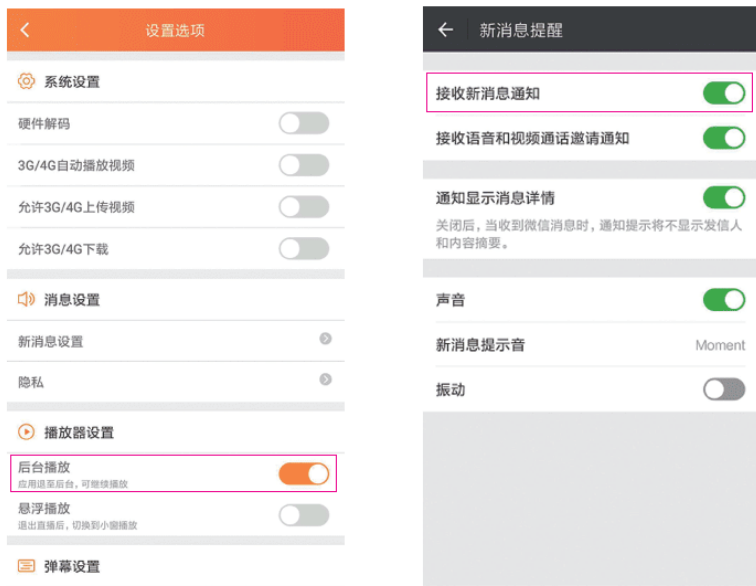 设置选项
系统设置
硬件解码
3G/4G自动播放视频
允许3G/4G上传视频
允许3G/4G下载
消息设置
新消息设置
隐私
播放器设置
后台播放
应用退至后台，可继续播放
悬浮播放
退出直播后，切换到小窗播放
弹幕设置
新消息提醒
接收新消息通知
接收语音和视频通话邀请通知
通知显示消息详情
关闭后，当收到微信消息时，通知提示将不显示发信人
和内容摘要。
声音
新消息提示音
Moment
振动